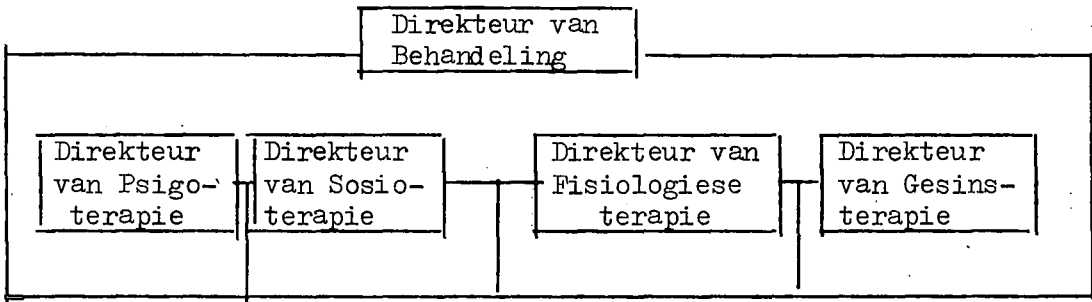 Direkteur van
Behandeling
Direkteur
van Psigo-
terapie
Direkteur
van Sosio-
terapie
Direkteur van
Fisiologiese
terapie
Direkteur
van Gesins-
terapie